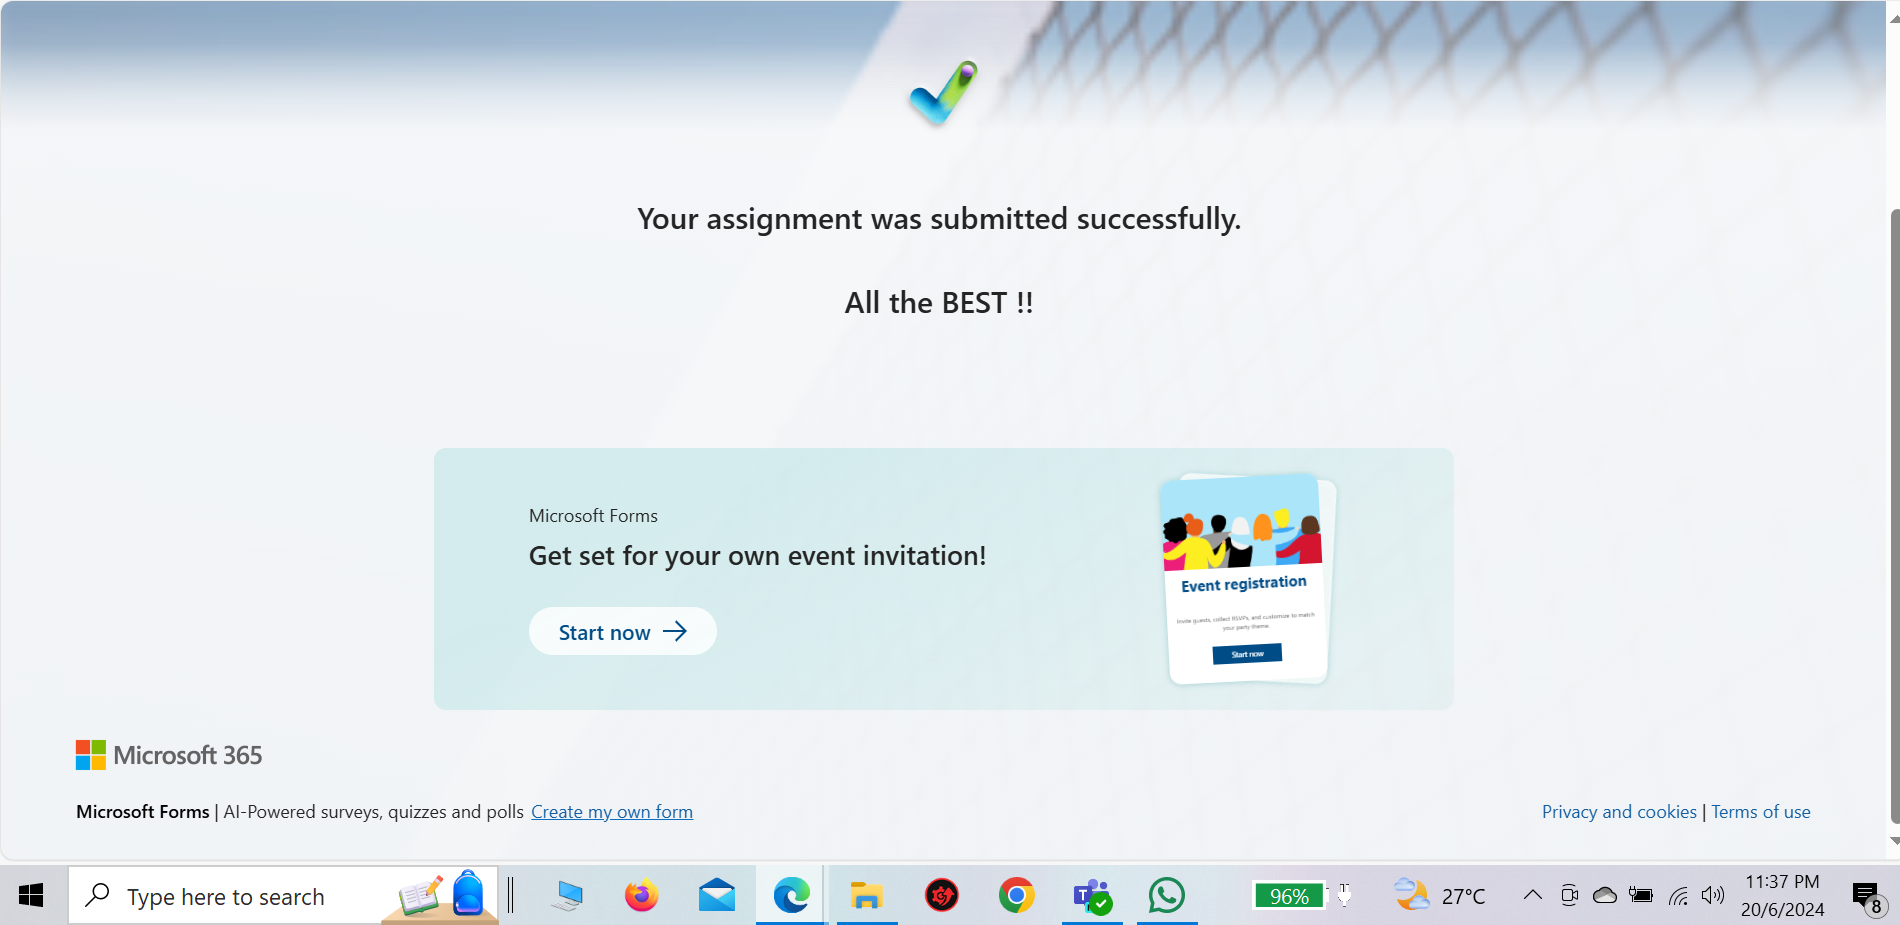 Your assignment was submitted successfully.
All the BEST !!
Microsoft Forms
Get set for your own event invitation!
Start now
Event registration
Invite guests, collect RSVPs, and customize to match
your party theme.
Start now
Microsoft 365
Microsoft Forms | AI-Powered surveys, quizzes and polls Create my own form
Privacy and cookies | Terms of use
Type here to search
96%
27°C
11:37 PM
20/6/2024
8